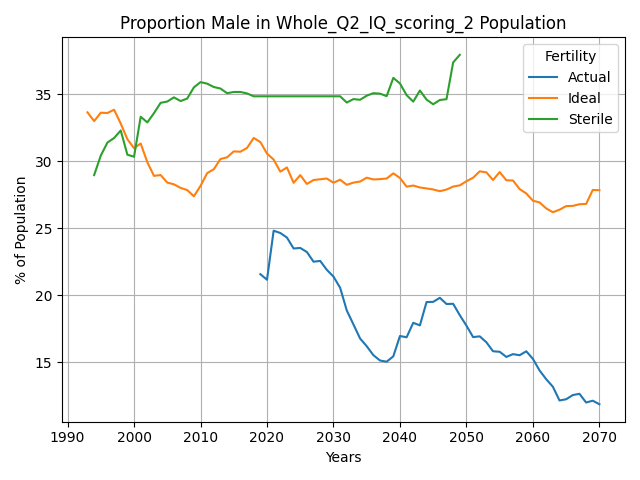 Proportion Male in Whole_Q2_IQ_scoring_2 Population
Fertility
Actual
Ideal
Sterile
% of Population
35
30
25
20
15
1990 2000 2010 2020 2030 2040 2050 2060 2070
Years